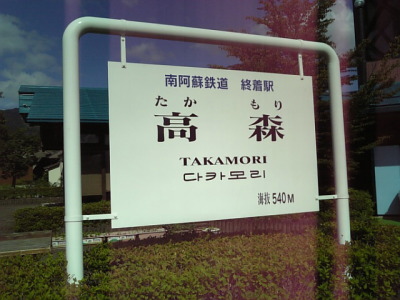 南阿蘇鉄道 終着駅
たか もり
高 森
TAKAMORI
다카모리
海抜 540M